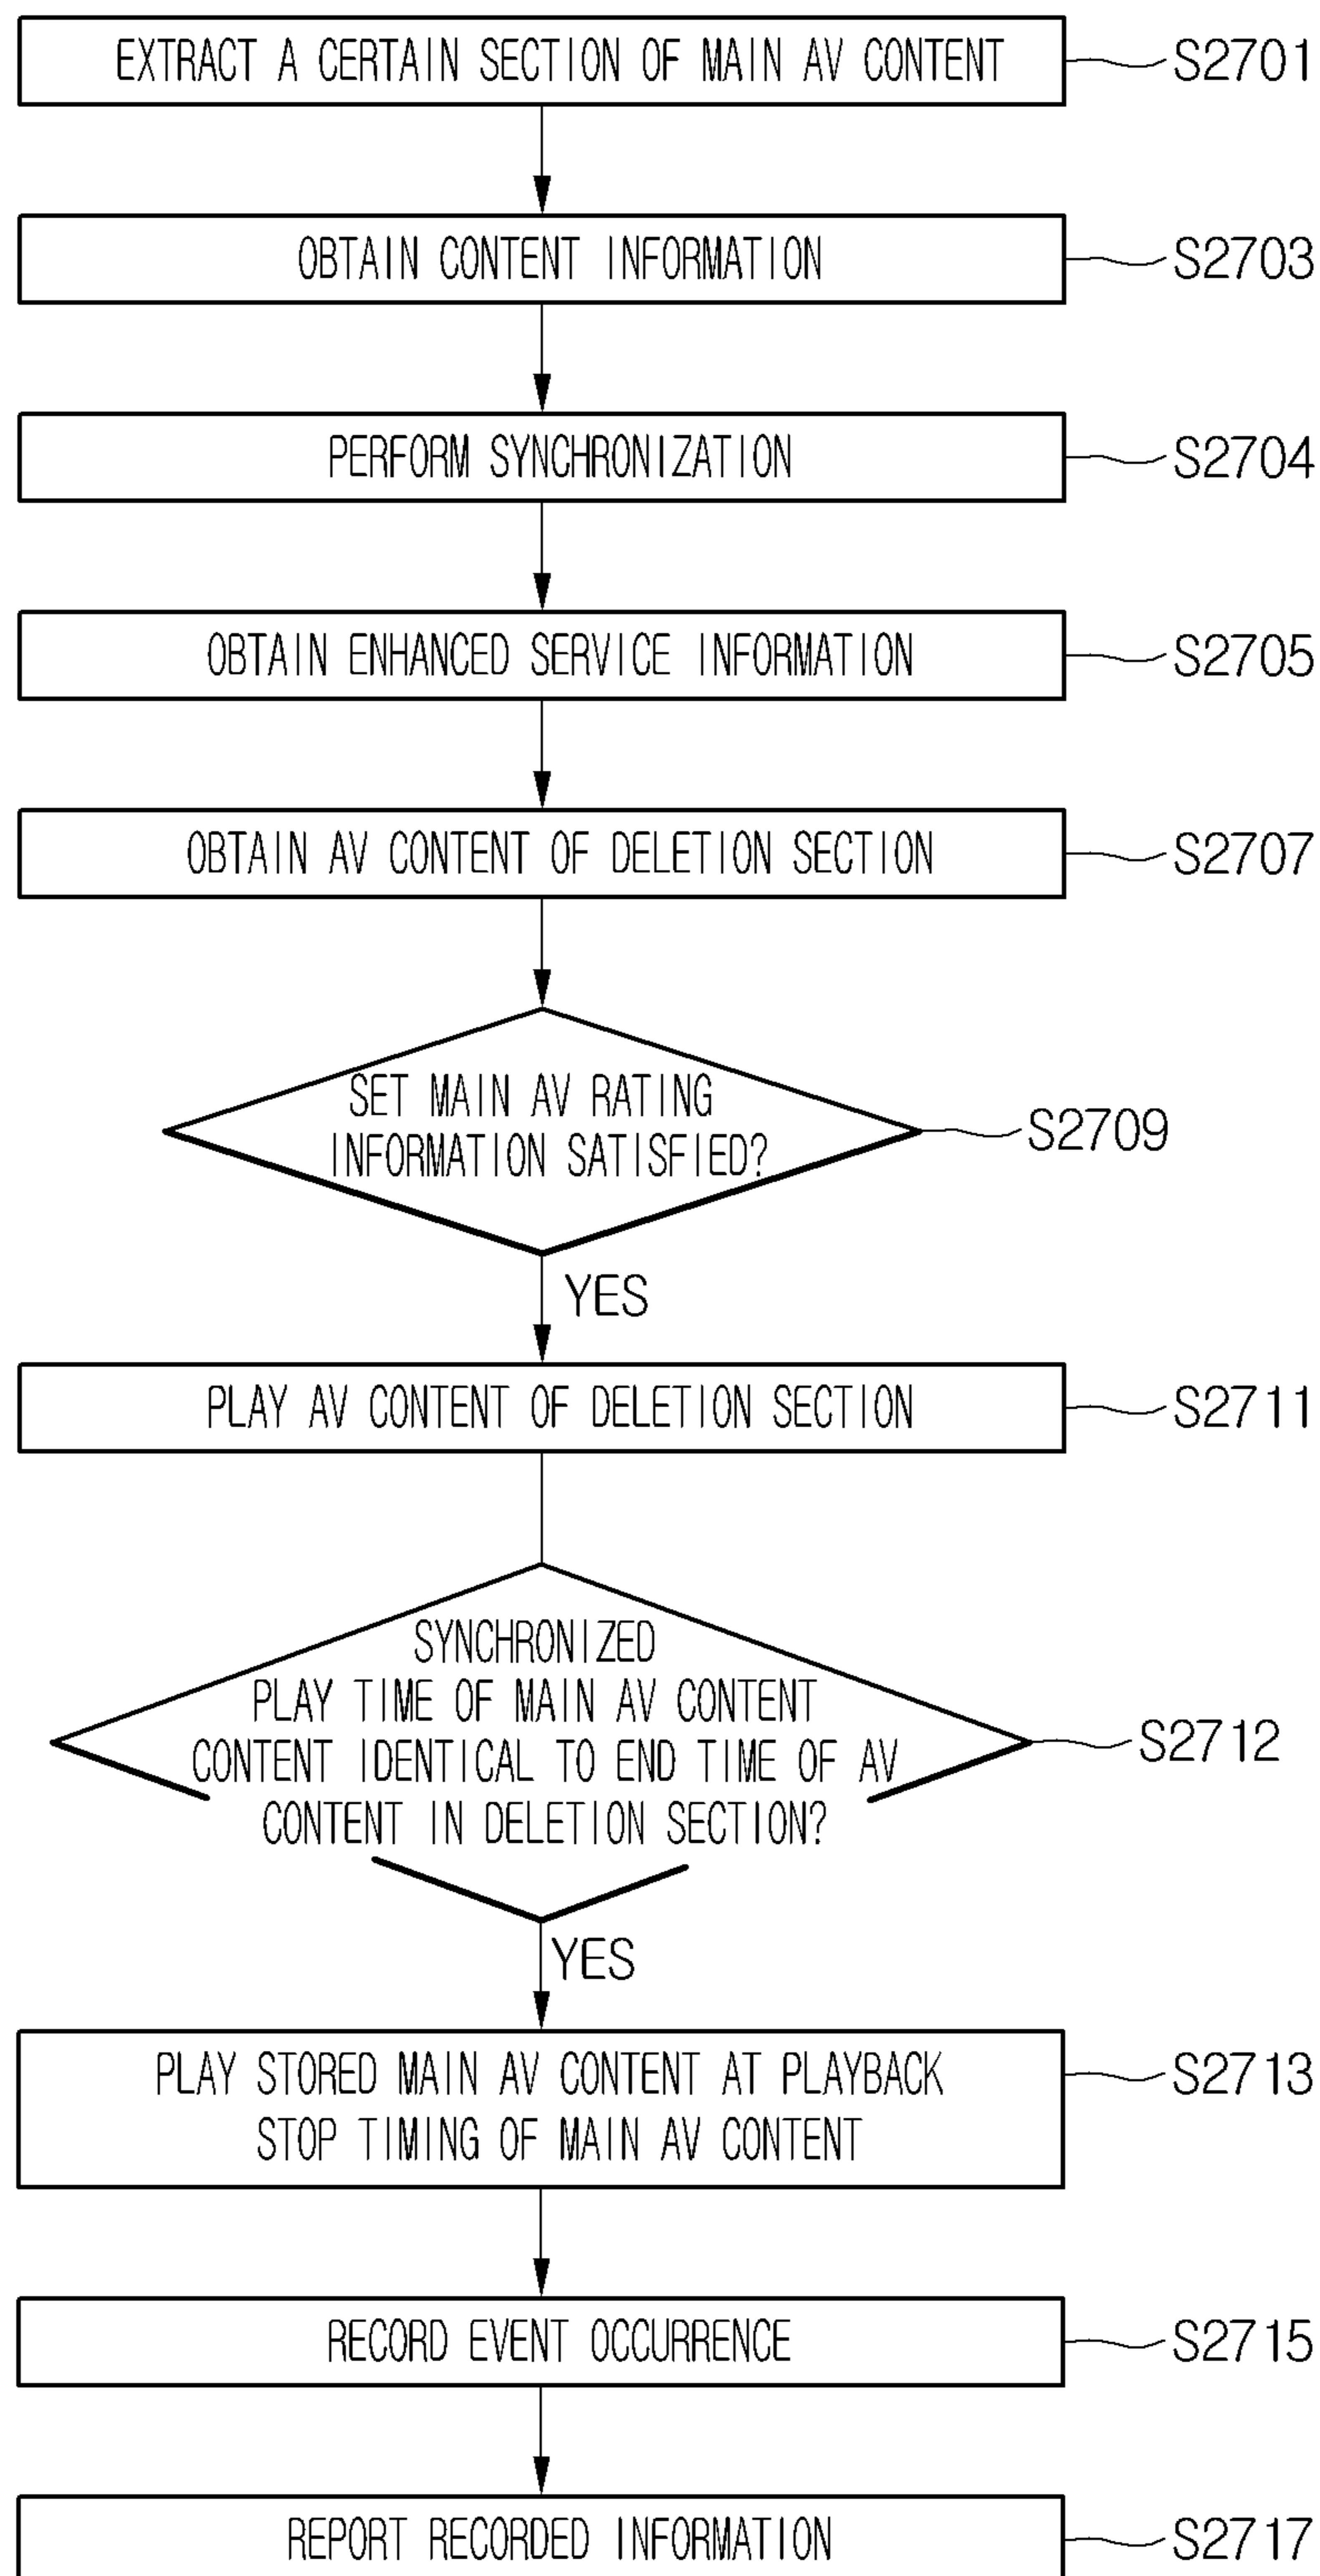 EXTRACT A CERTAIN SECTION OF MAIN AV CONTENT
S2701
OBTAIN CONTENT INFORMATION
S2703
PERFORM SYNCHRONIZATION
S2704
OBTAIN ENHANCED SERVICE INFORMATION
S2705
OBTAIN AV CONTENT OF DELETION SECTION
S2707
SET MAIN AV RATING
INFORMATION SATISFIED?
S2709
YES
PLAY AV CONTENT OF DELETION SECTION
S2711
SYNCHRONIZED
PLAY TIME OF MAIN AV CONTENT
CONTENT IDENTICAL TO END TIME OF AV
CONTENT IN DELETION SECTION?
S2712
YES
PLAY STORED MAIN AV CONTENT AT PLAYBACK
STOP TIMING OF MAIN AV CONTENT
S2713
RECORD EVENT OCCURRENCE
S2715
REPORT RECORDED INFORMATION
S2717